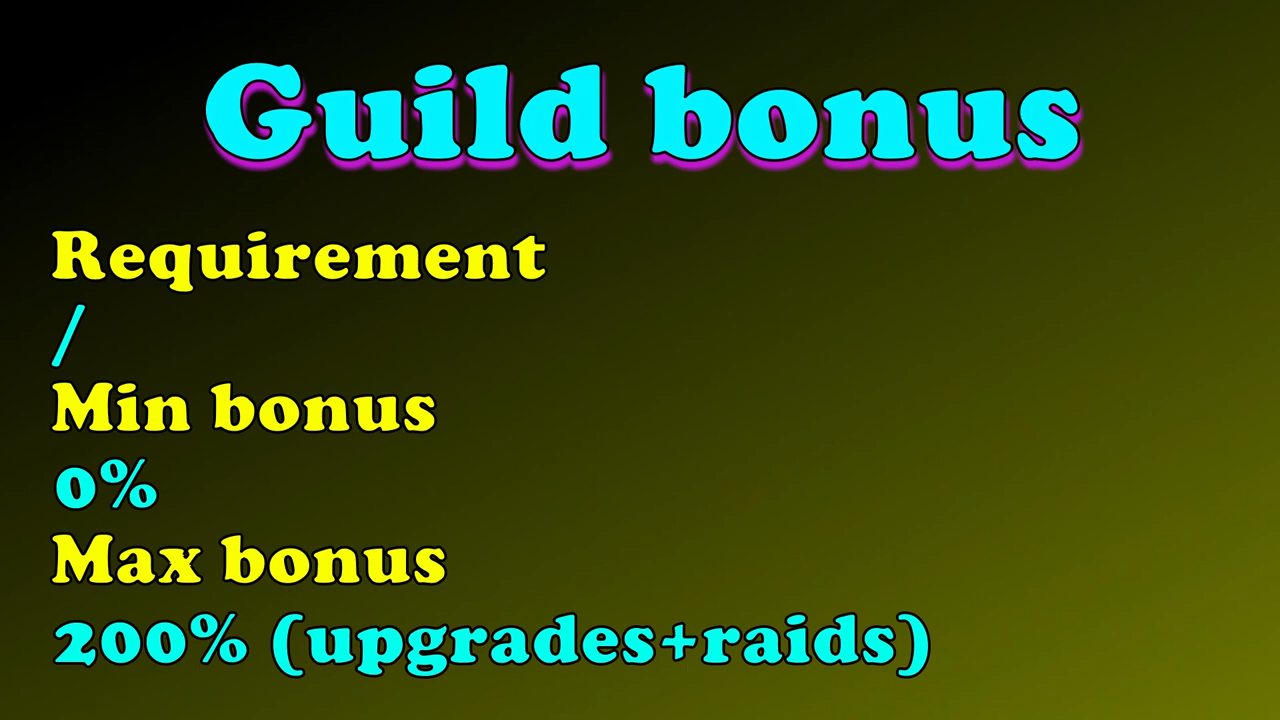 Guild bonus
Requirement
/
Min bonus
0%
Max bonus
200% (upgrades+raids)